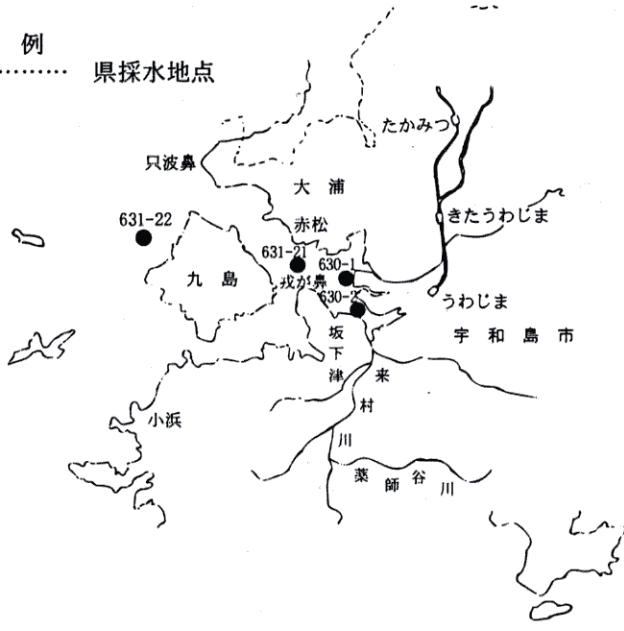 例
………… 県採水地点
たかみつ
只波鼻
大浦
きたうわじま
631-22
赤松
631-21
630-1
九島
戎が鼻
630-2
うわじま
宇和島市
坂下津
来村川
小浜
薬師谷川